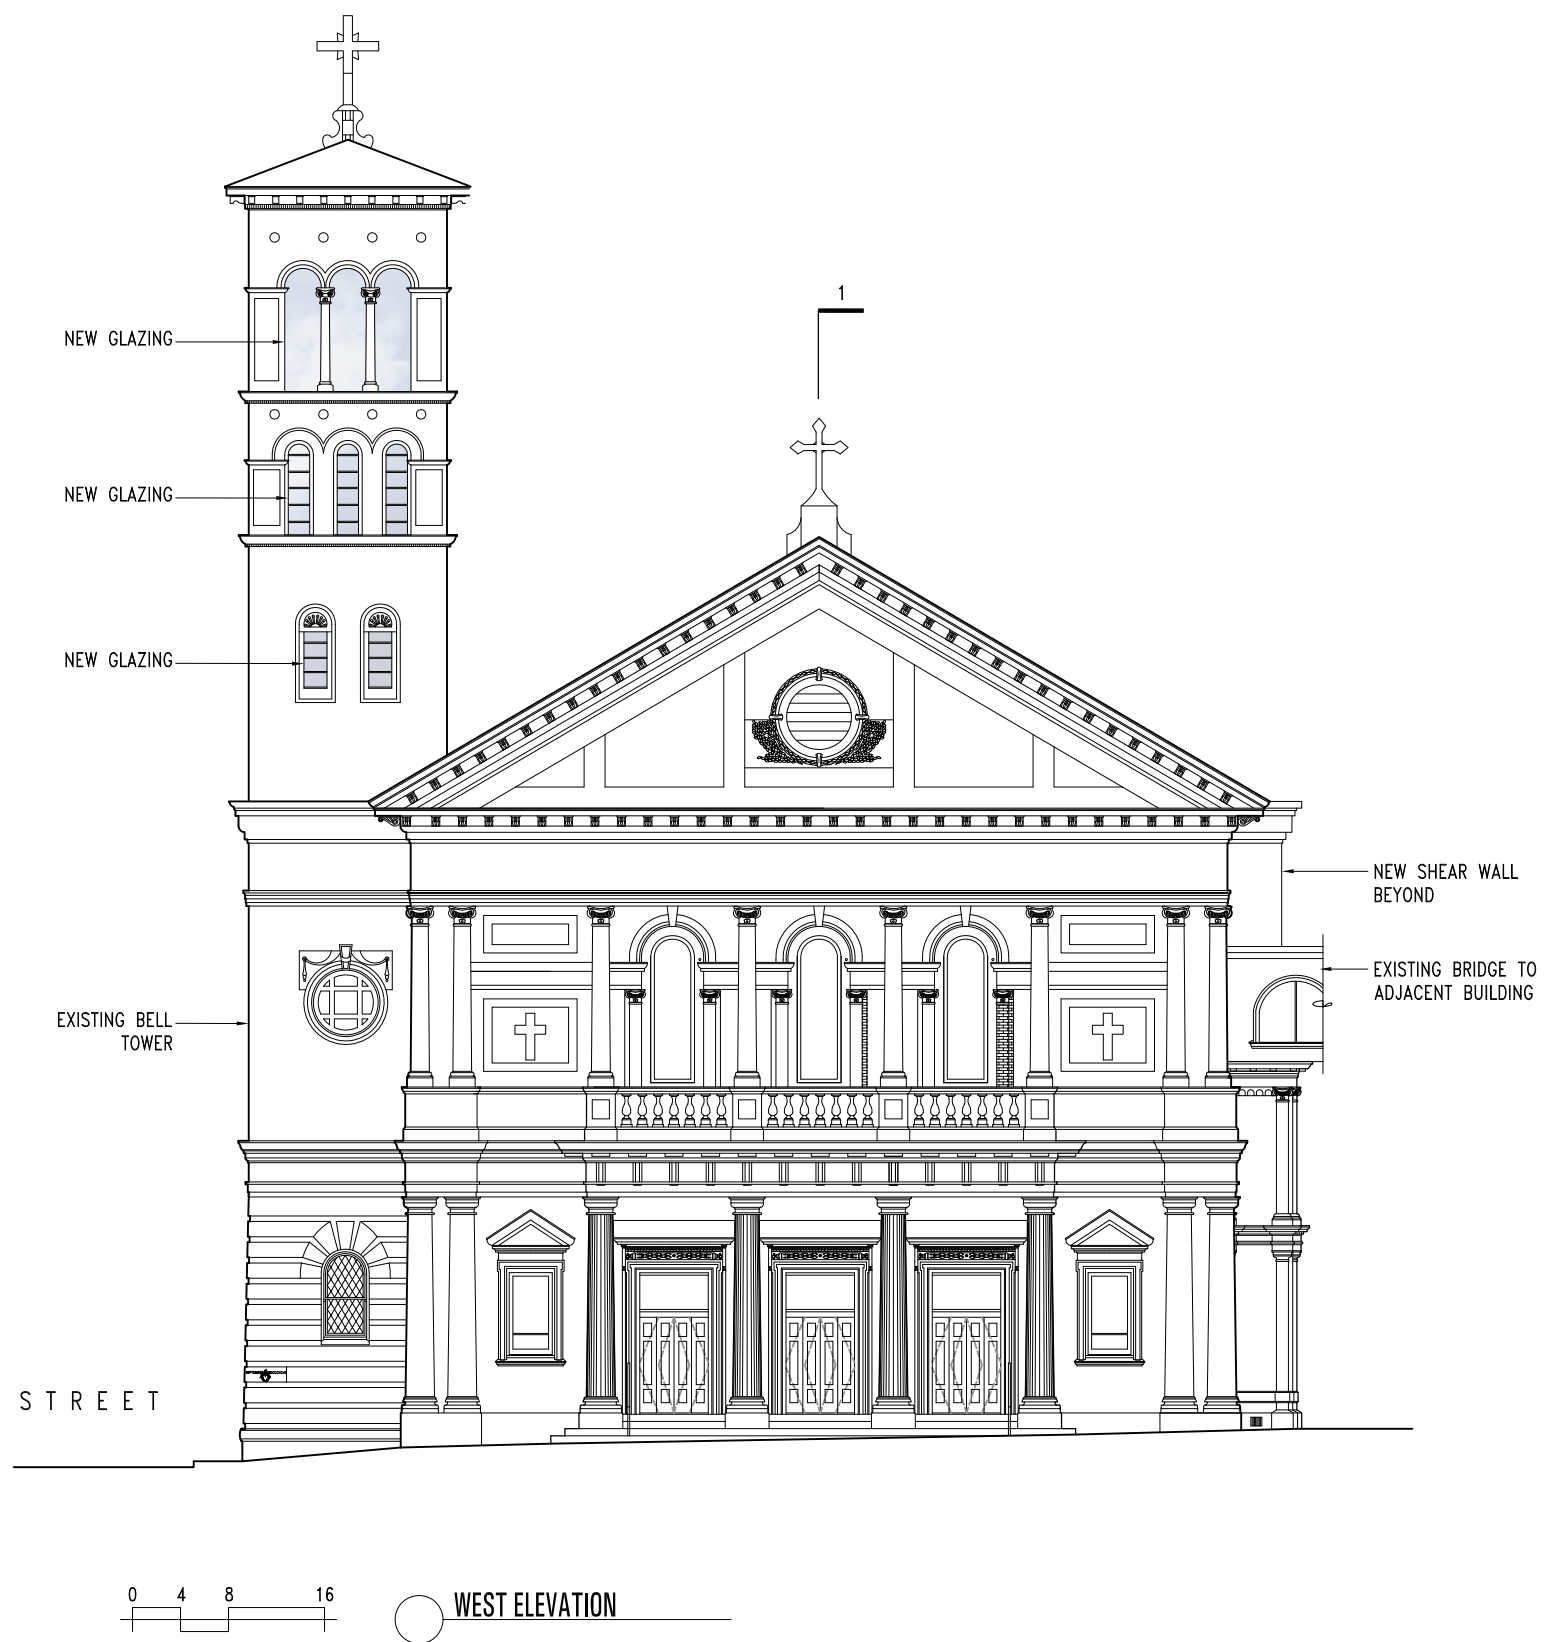 1
NEW GLAZING
NEW GLAZING
NEW GLAZING
NEW SHEAR WALL
BEYOND
EXISTING BRIDGE TO
ADJACENT BUILDING
EXISTING BELL
TOWER
STREET
0 4 8 16
WEST ELEVATION